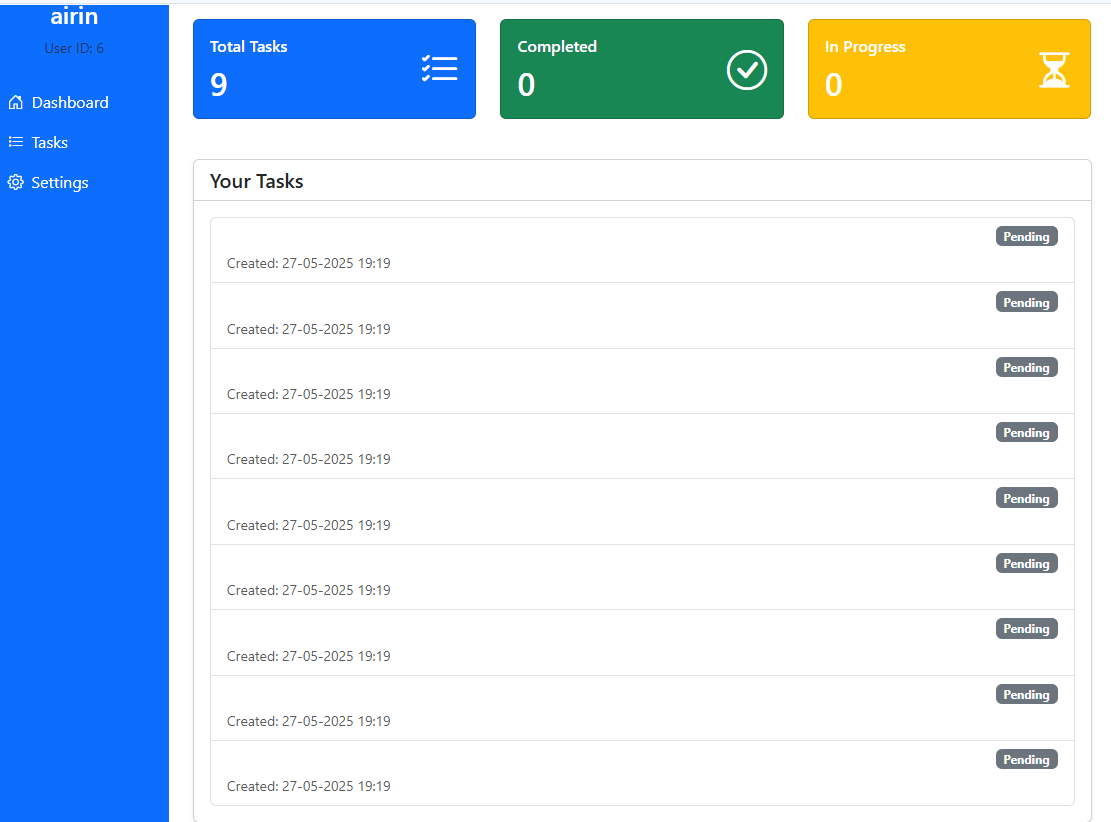 airin
User ID: 6
Dashboard
Tasks
Settings
Total Tasks
9
Completed
0
In Progress
0
Your Tasks
Pending
Created: 27-05-2025 19:19
Pending
Created: 27-05-2025 19:19
Pending
Created: 27-05-2025 19:19
Pending
Created: 27-05-2025 19:19
Pending
Created: 27-05-2025 19:19
Pending
Created: 27-05-2025 19:19
Pending
Created: 27-05-2025 19:19
Pending
Created: 27-05-2025 19:19
Pending
Created: 27-05-2025 19:19